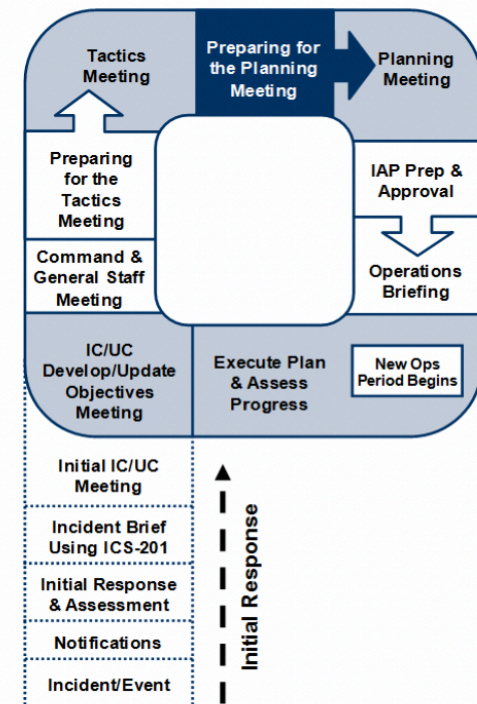 Tactics
Meeting
Preparing for
the Planning
Meeting
Planning
Meeting
Preparing
for the
Tactics
Meeting
IAP Prep &
Approval
Command &
General Staff
Meeting
Operations
Briefing
IC/UC
Develop/Update
Objectives
Meeting
Execute Plan
& Assess
Progress
New Ops
Period Begins
Initial IC/UC
Meeting
Incident Brief
Using ICS-201
Initial Response
& Assessment
Notifications
Incident/Event
Initial Response